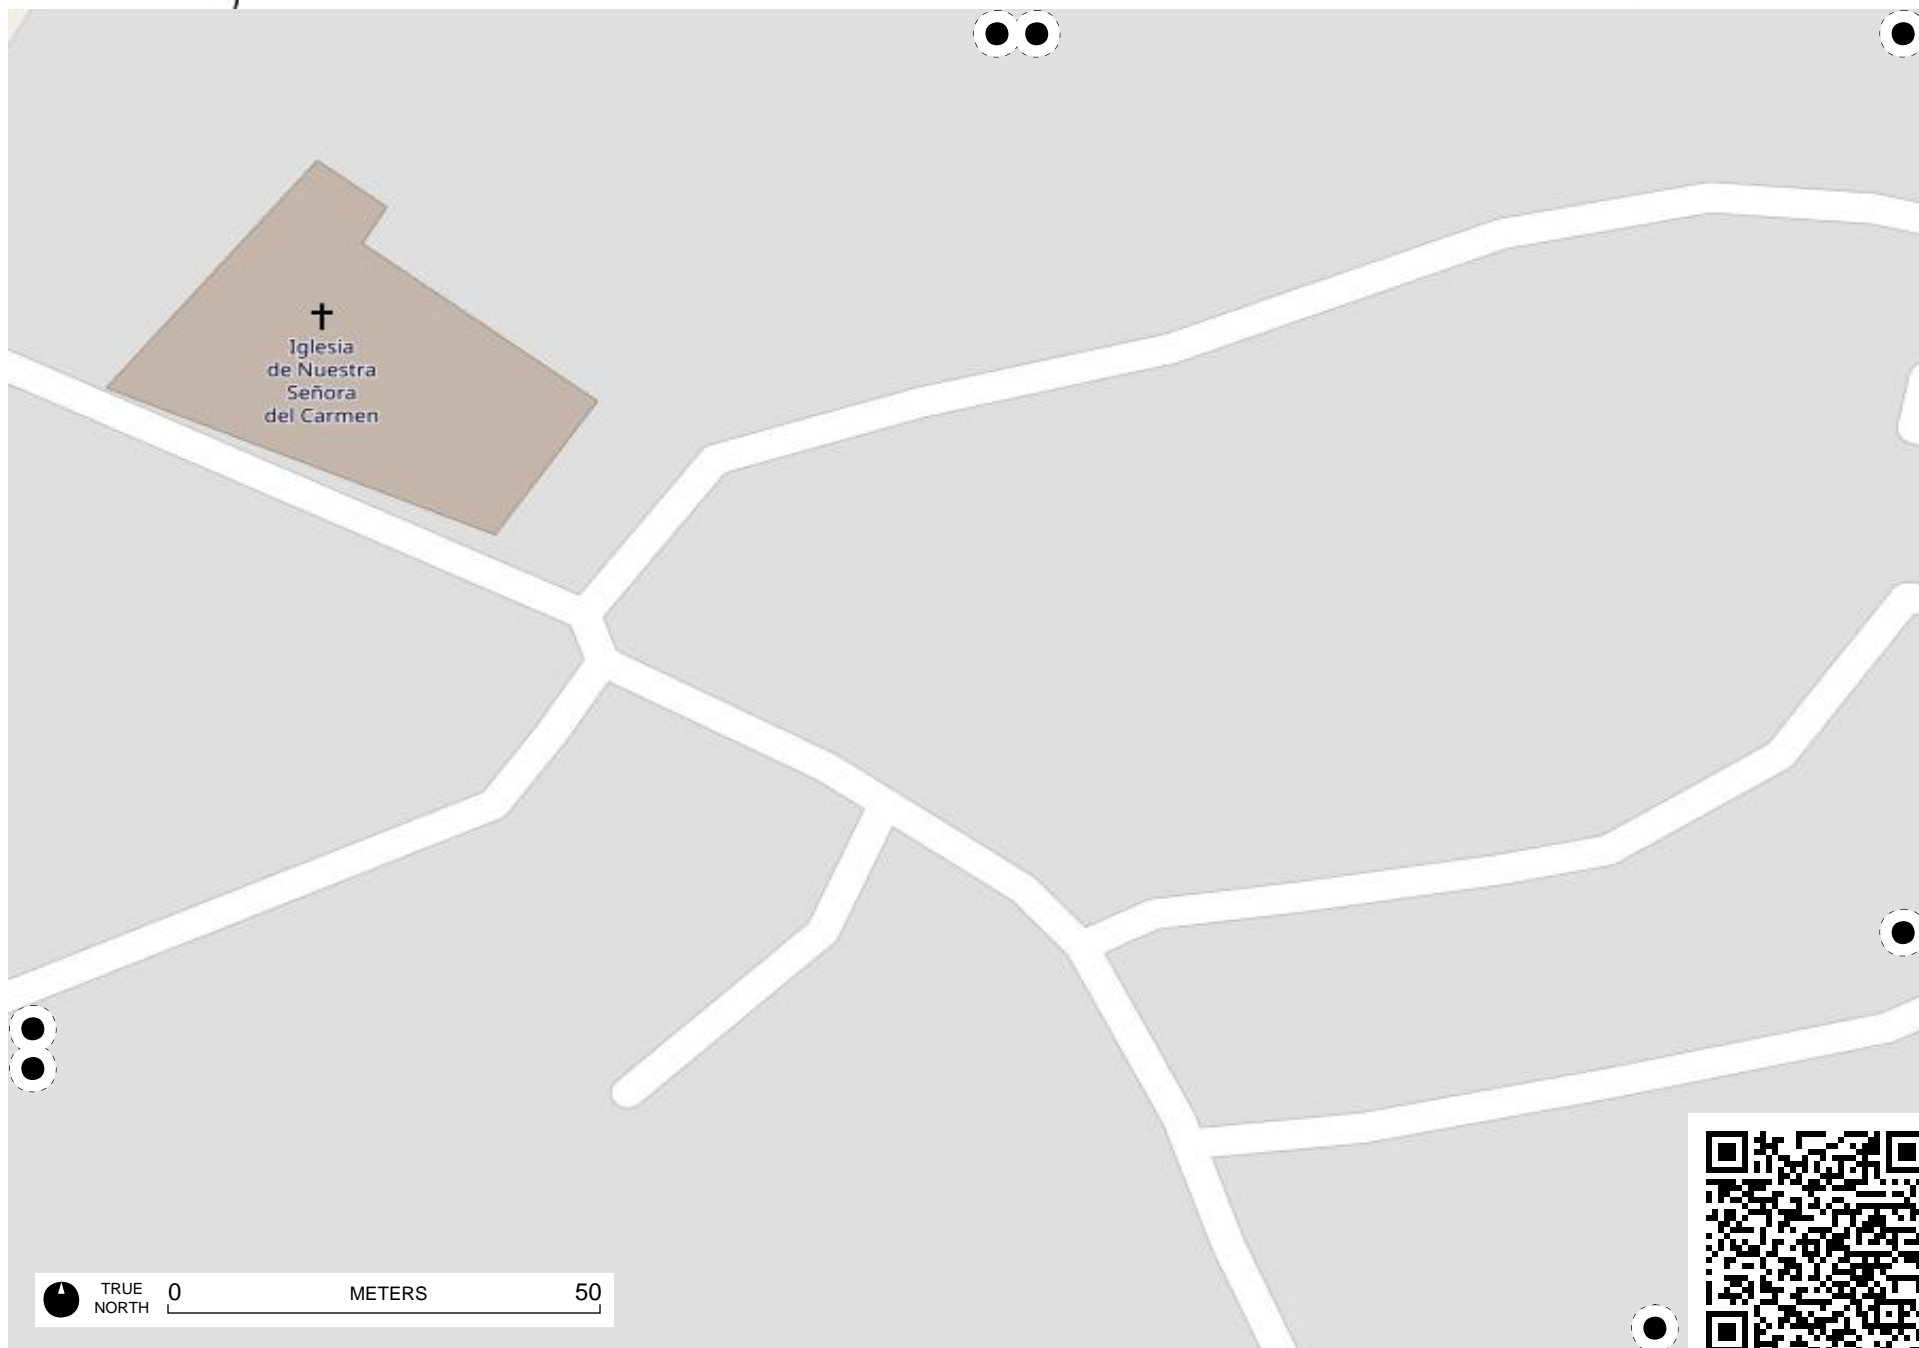 Iglesia
de Nuestra
Señora
del Carmen
TRUE
NORTH
0 METERS 50